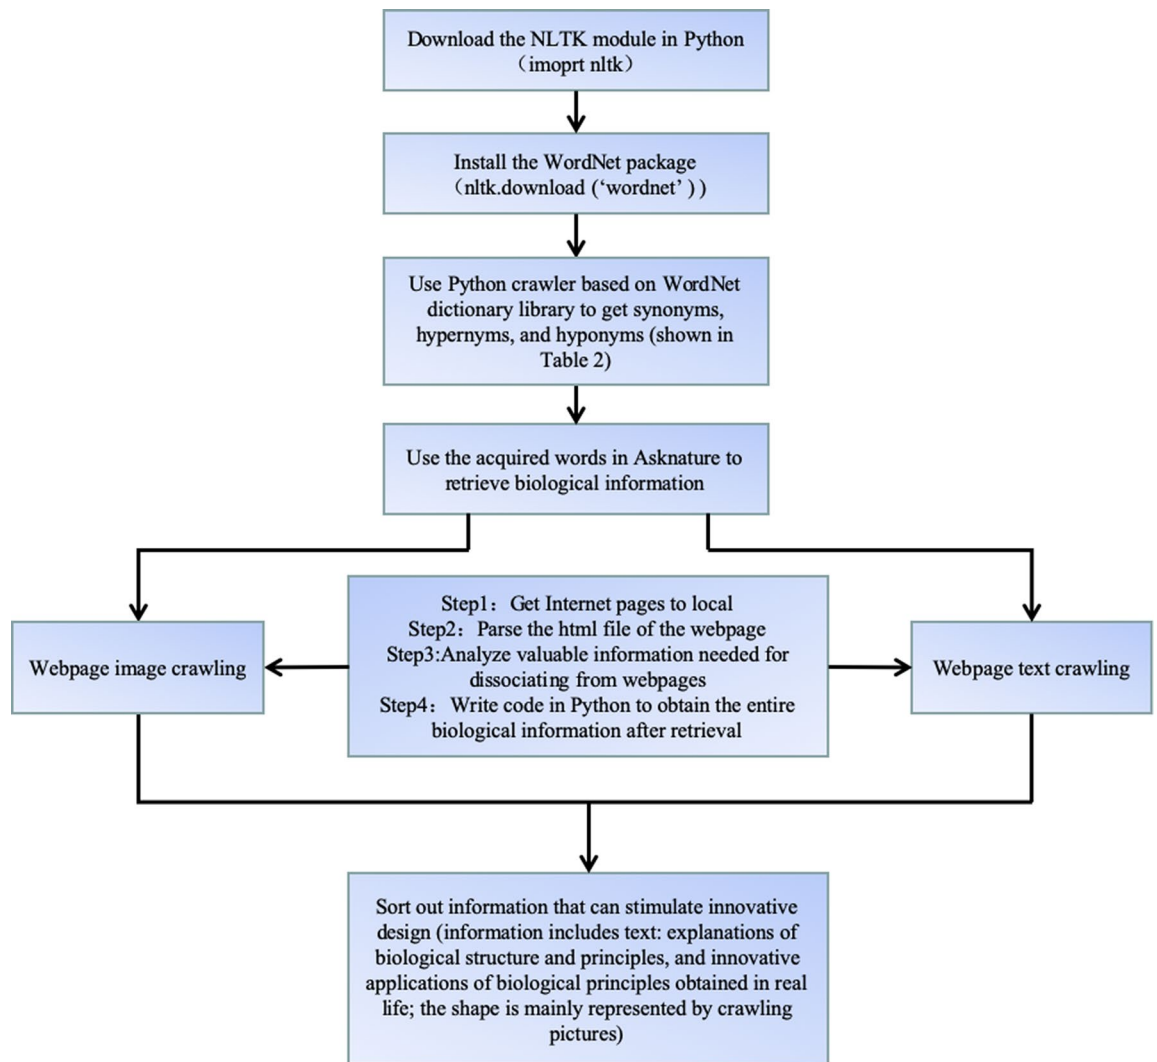 Download the NLTK module in Python
（imoprt nltk）
Install the WordNet package
（nltk.download (‘wordnet’ )）
Use Python crawler based on WordNet
dictionary library to get synonyms,
hypernyms, and hyponyms (shown in
Table 2)
Use the acquired words in Asknature to
retrieve biological information
Webpage image crawling
Step1：Get Internet pages to local
Step2：Parse the html file of the webpage
Step3:Analyze valuable information needed for
dissociating from webpages
Step4：Write code in Python to obtain the entire
biological information after retrieval
Webpage text crawling
Sort out information that can stimulate innovative
design (information includes text: explanations of
biological structure and principles, and innovative
applications of biological principles obtained in real
life; the shape is mainly represented by crawling
pictures)